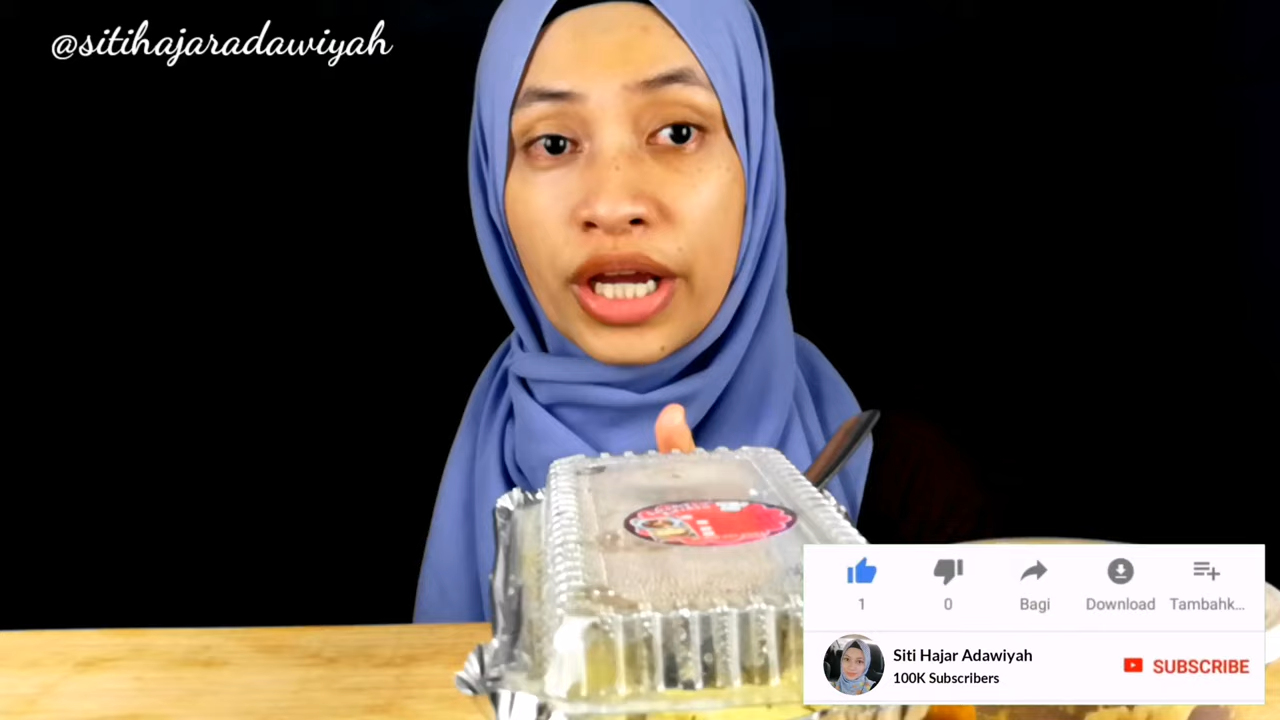 @sitihajaradawiyah
1
0
Bagi
Download
Tambahk...
Siti Hajar Adawiyah
100K Subscribers
SUBSCRIBE